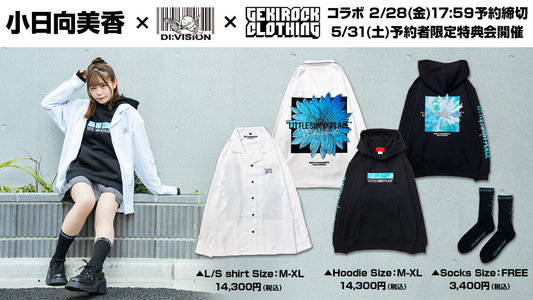 小日向美香 × DI:VISION × GEKIROCK CLOTHING
コラボ 2/28(金)17:59予約締切
5/31(土)予約者限定特典会開催
LITTLE SUNNY PLACE
LITTLE SUNNY PLACE
▲L/S shirt Size:M-XL
14,300円(税込)
▲Hoodie Size:M-XL
14,300円(税込)
▲Socks Size:FREE
3,400円(税込)